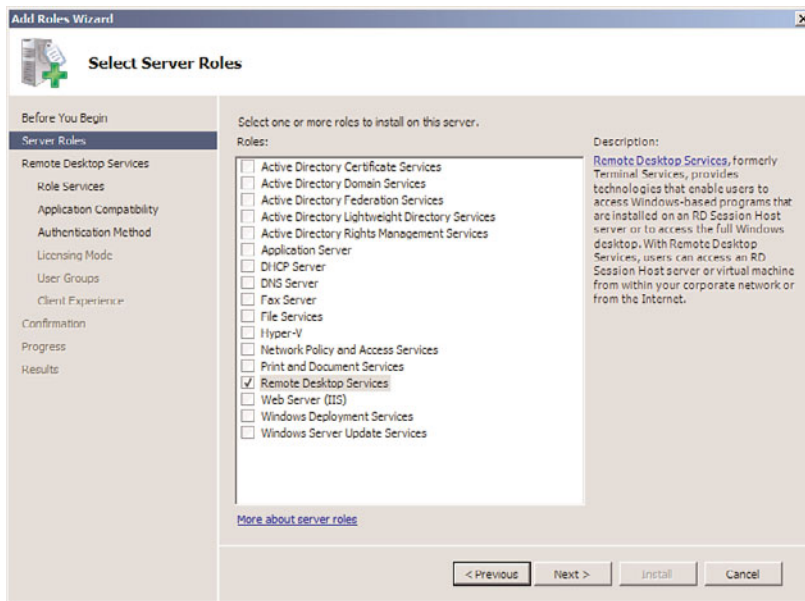 Add Roles Wizard
Select Server Roles
Before You Begin
Server Roles
Remote Desktop Services
Role Services
Application Compatibility
Authentication Method
Licensing Mode
User Groups
Client Experience
Confirmation
Progress
Results
Select one or more roles to install on this server.
Roles:
Active Directory Certificate Services
Active Directory Domain Services
Active Directory Federation Services
Active Directory Lightweight Directory Services
Active Directory Rights Management Services
Application Server
DHCP Server
DNS Server
Fax Server
File Services
Hyper-V
Network Policy and Access Services
Print and Document Services
Remote Desktop Services
Web Server (IIS)
Windows Deployment Services
Windows Server Update Services
More about server roles
Description:
Remote Desktop Services, formerly
Terminal Services, provides
technologies that enable users to
access Windows-based programs that
are installed on an RD Session Host
server or to access the full Windows
desktop. With Remote Desktop
Services, users can access an RD
Session Host server or virtual machine
from within your corporate network or
from the Internet.
< Previous
Next >
Install
Cancel